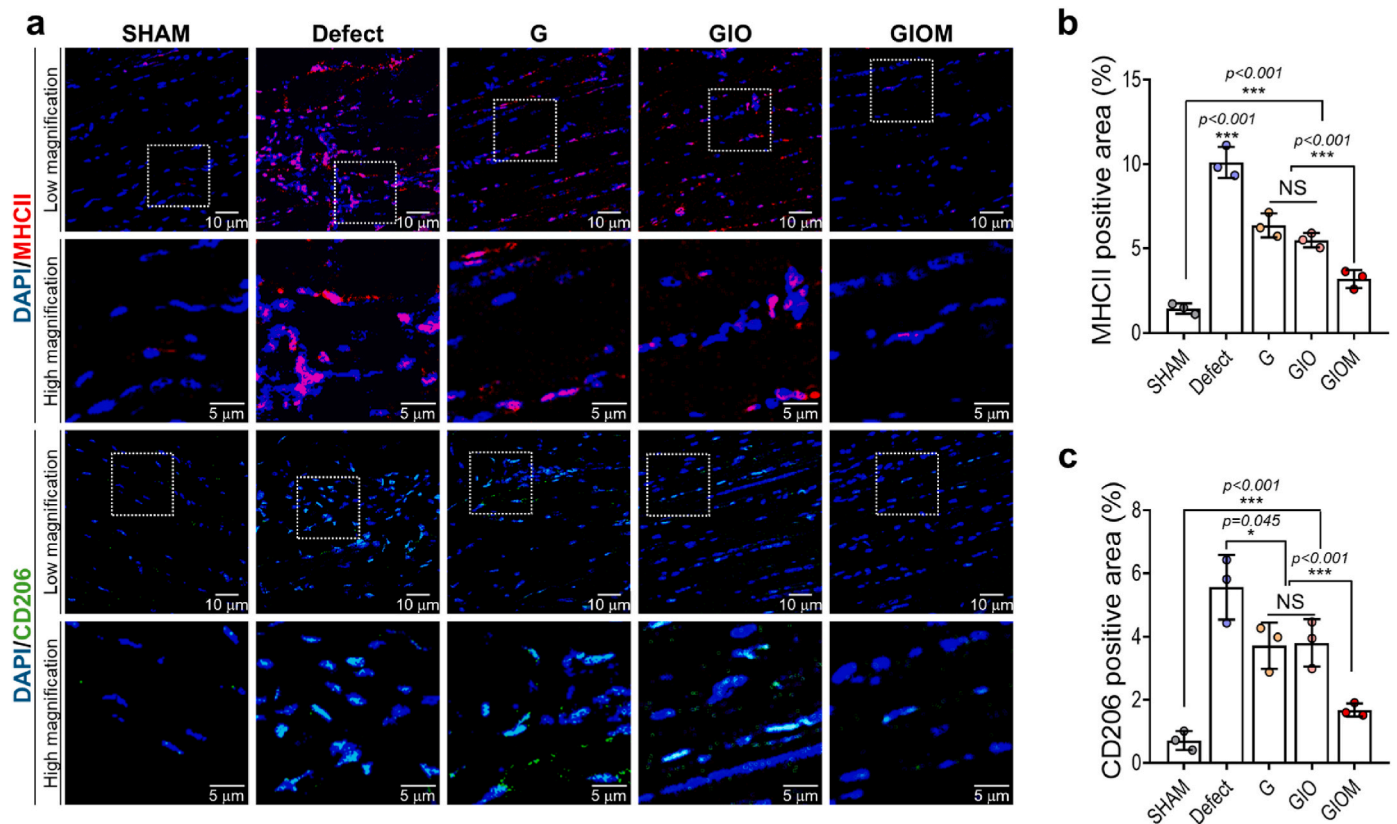 a
SHAM
Defect
G
GIO
GIOM
DAPI/MHCII
Low magnification
10 μm
10 μm
10 μm
10 μm
10 μm
High magnification
5 μm
5 μm
5 μm
5 μm
5 μm
DAPI/CD206
Low magnification
10 μm
10 μm
10 μm
10 μm
10 μm
High magnification
5 μm
5 μm
5 μm
5 μm
5 μm
b
MHCII positive area (%)
15
10
5
0
p<0.001
***
p<0.001
***
p<0.001
***
NS
SHAM
Defect
G
GIO
GIOM
c
CD206 positive area (%)
8
6
4
2
0
p<0.001
***
p=0.045
*
p<0.001
***
NS
SHAM
Defect
G
GIO
GIOM